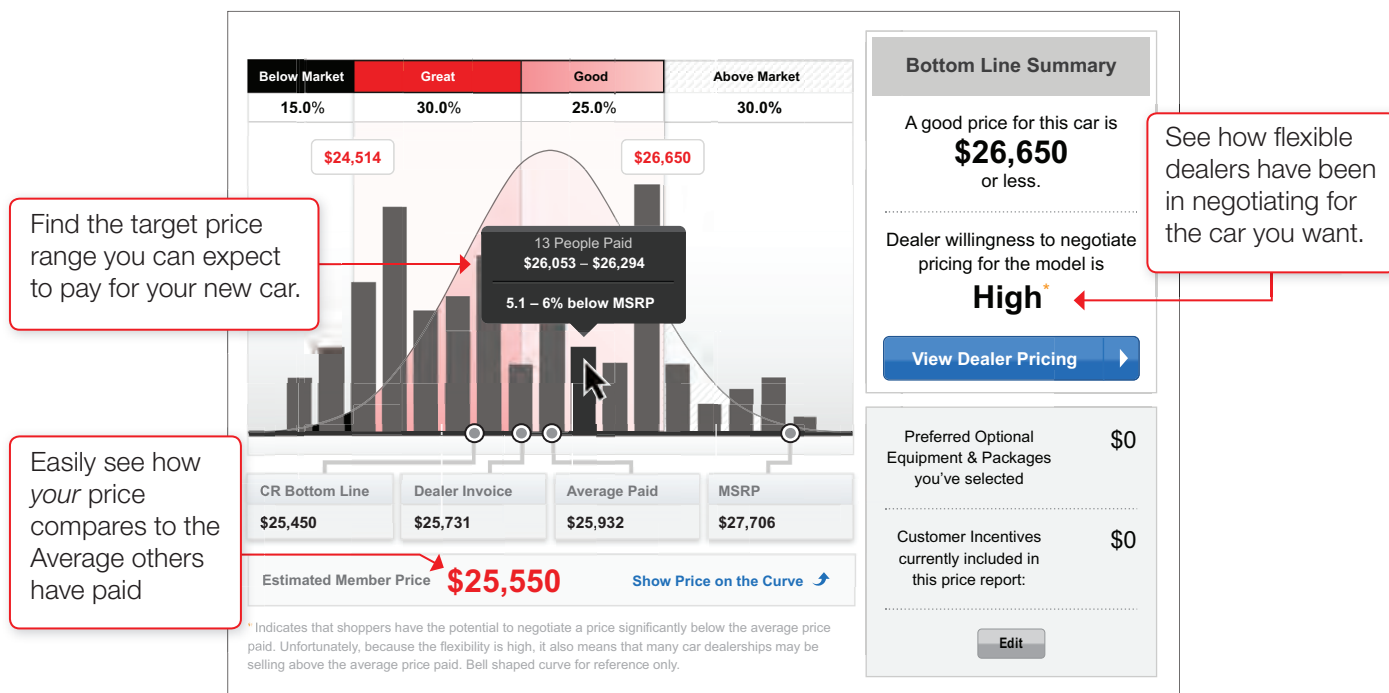 Below Market
Great
Good
Above Market
15.0%
30.0%
25.0%
30.0%
$24,514
$26,650
13 People Paid
$26,053 – $26,294
5.1 – 6% below MSRP
Find the target price
range you can expect
to pay for your new car.
Easily see how
your price
compares to the
Average others
have paid
CR Bottom Line
$25,450
Dealer Invoice
$25,731
Average Paid
$25,932
MSRP
$27,706
Estimated Member Price
$25,550
Show Price on the Curve
* Indicates that shoppers have the potential to negotiate a price significantly below the average price
paid. Unfortunately, because the flexibility is high, it also means that many car dealerships may be
selling above the average price paid. Bell shaped curve for reference only.
Bottom Line Summary
A good price for this car is
$26,650
or less.
Dealer willingness to negotiate
pricing for the model is
High*
View Dealer Pricing
See how flexible
dealers have been
in negotiating for
the car you want.
Preferred Optional
Equipment & Packages
you've selected
$0
Customer Incentives
currently included in
this price report:
$0
Edit